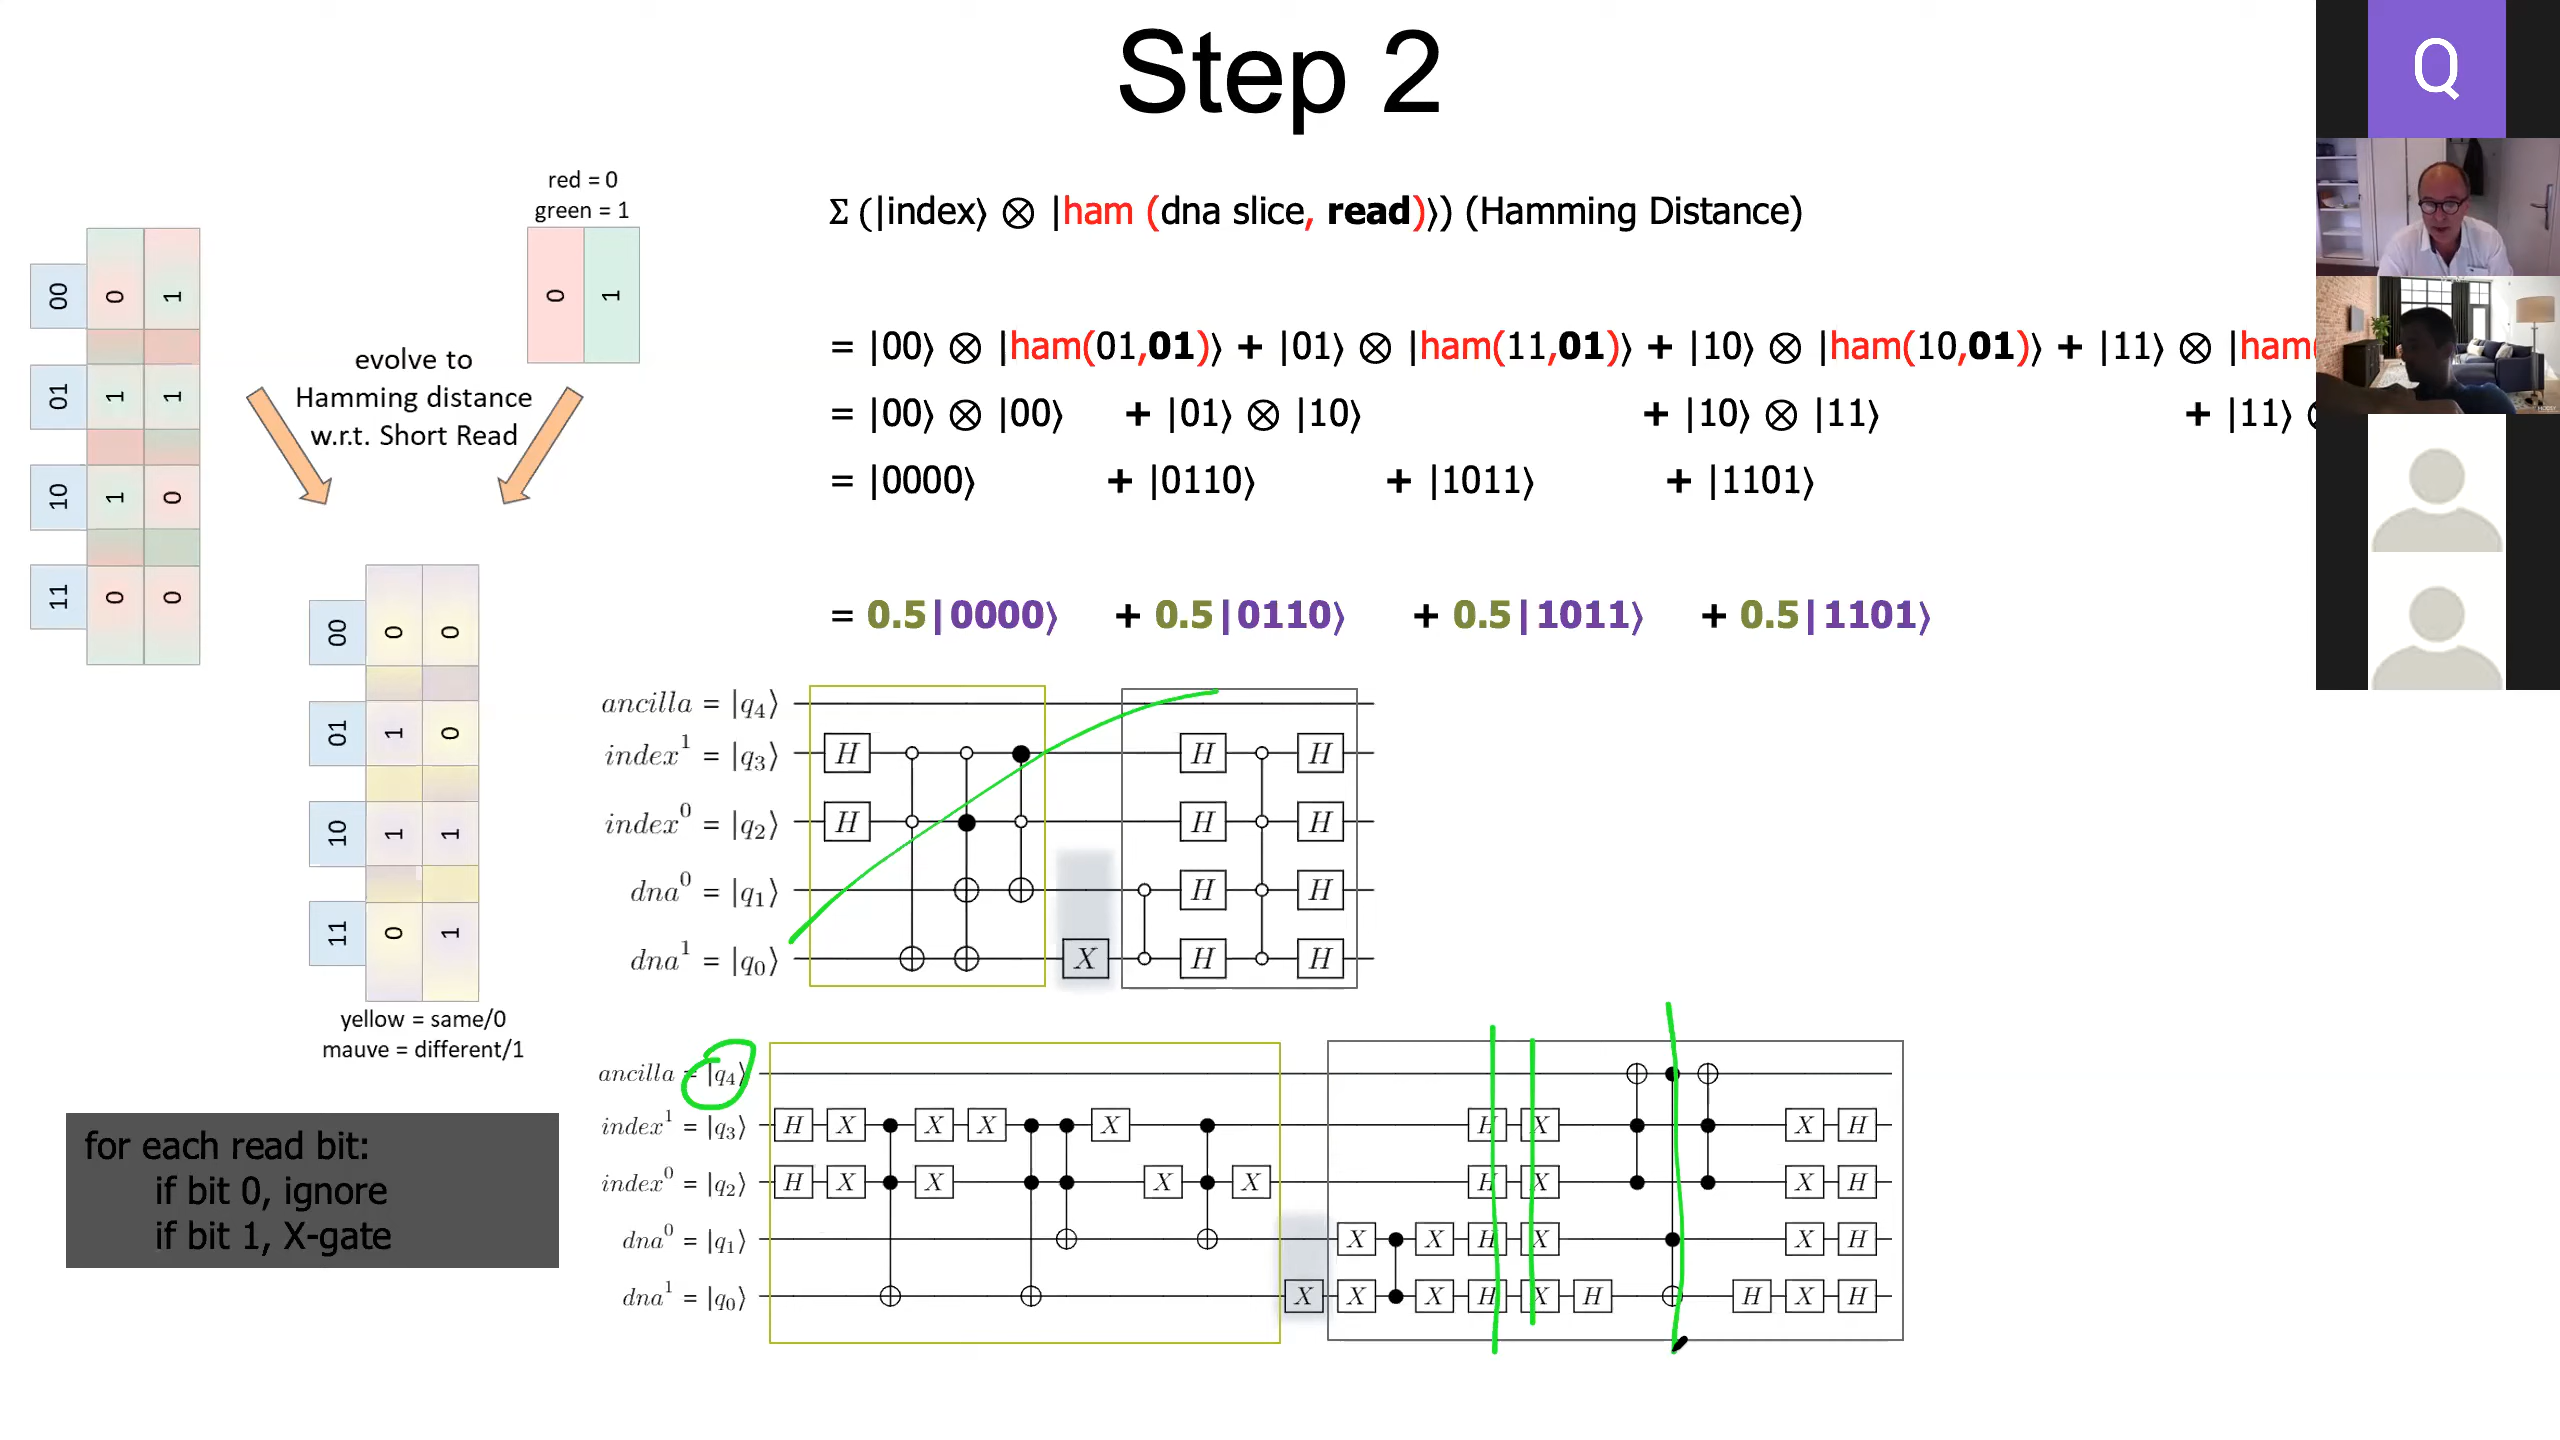 Step 2
Q
red = 0
green = 1
0 1
00 0 1
01 1 1
10 1 0
11 0 0
evolve to
Hamming distance
w.r.t. Short Read
00 0 0
01 1 0
10 1 1
11 0 1
yellow = same/0
mauve = different/1
Σ (|index⟩ ⊗ |ham (dna slice, read)⟩) (Hamming Distance)
= |00⟩ ⊗ |ham(01,01)⟩ + |01⟩ ⊗ |ham(11,01)⟩ + |10⟩ ⊗ |ham(10,01)⟩ + |11⟩ ⊗ |ham(
= |00⟩ ⊗ |00⟩ + |01⟩ ⊗ |10⟩ + |10⟩ ⊗ |11⟩ + |11⟩ ⊗
= |0000⟩ + |0110⟩ + |1011⟩ + |1101⟩
= 0.5|0000⟩ + 0.5|0110⟩ + 0.5|1011⟩ + 0.5|1101⟩
ancilla = |q₄⟩
index¹ = |q₃⟩ H H H
index⁰ = |q₂⟩ H H H
dna⁰ = |q₁⟩ H H
dna¹ = |q₀⟩ X H H
ancilla = |q₄⟩
index¹ = |q₃⟩ H X X X X H X X H
index⁰ = |q₂⟩ H X X X X H X X H
dna⁰ = |q₁⟩ X X H X X H
dna¹ = |q₀⟩ X X X H X H H X H
for each read bit:
if bit 0, ignore
if bit 1, X-gate